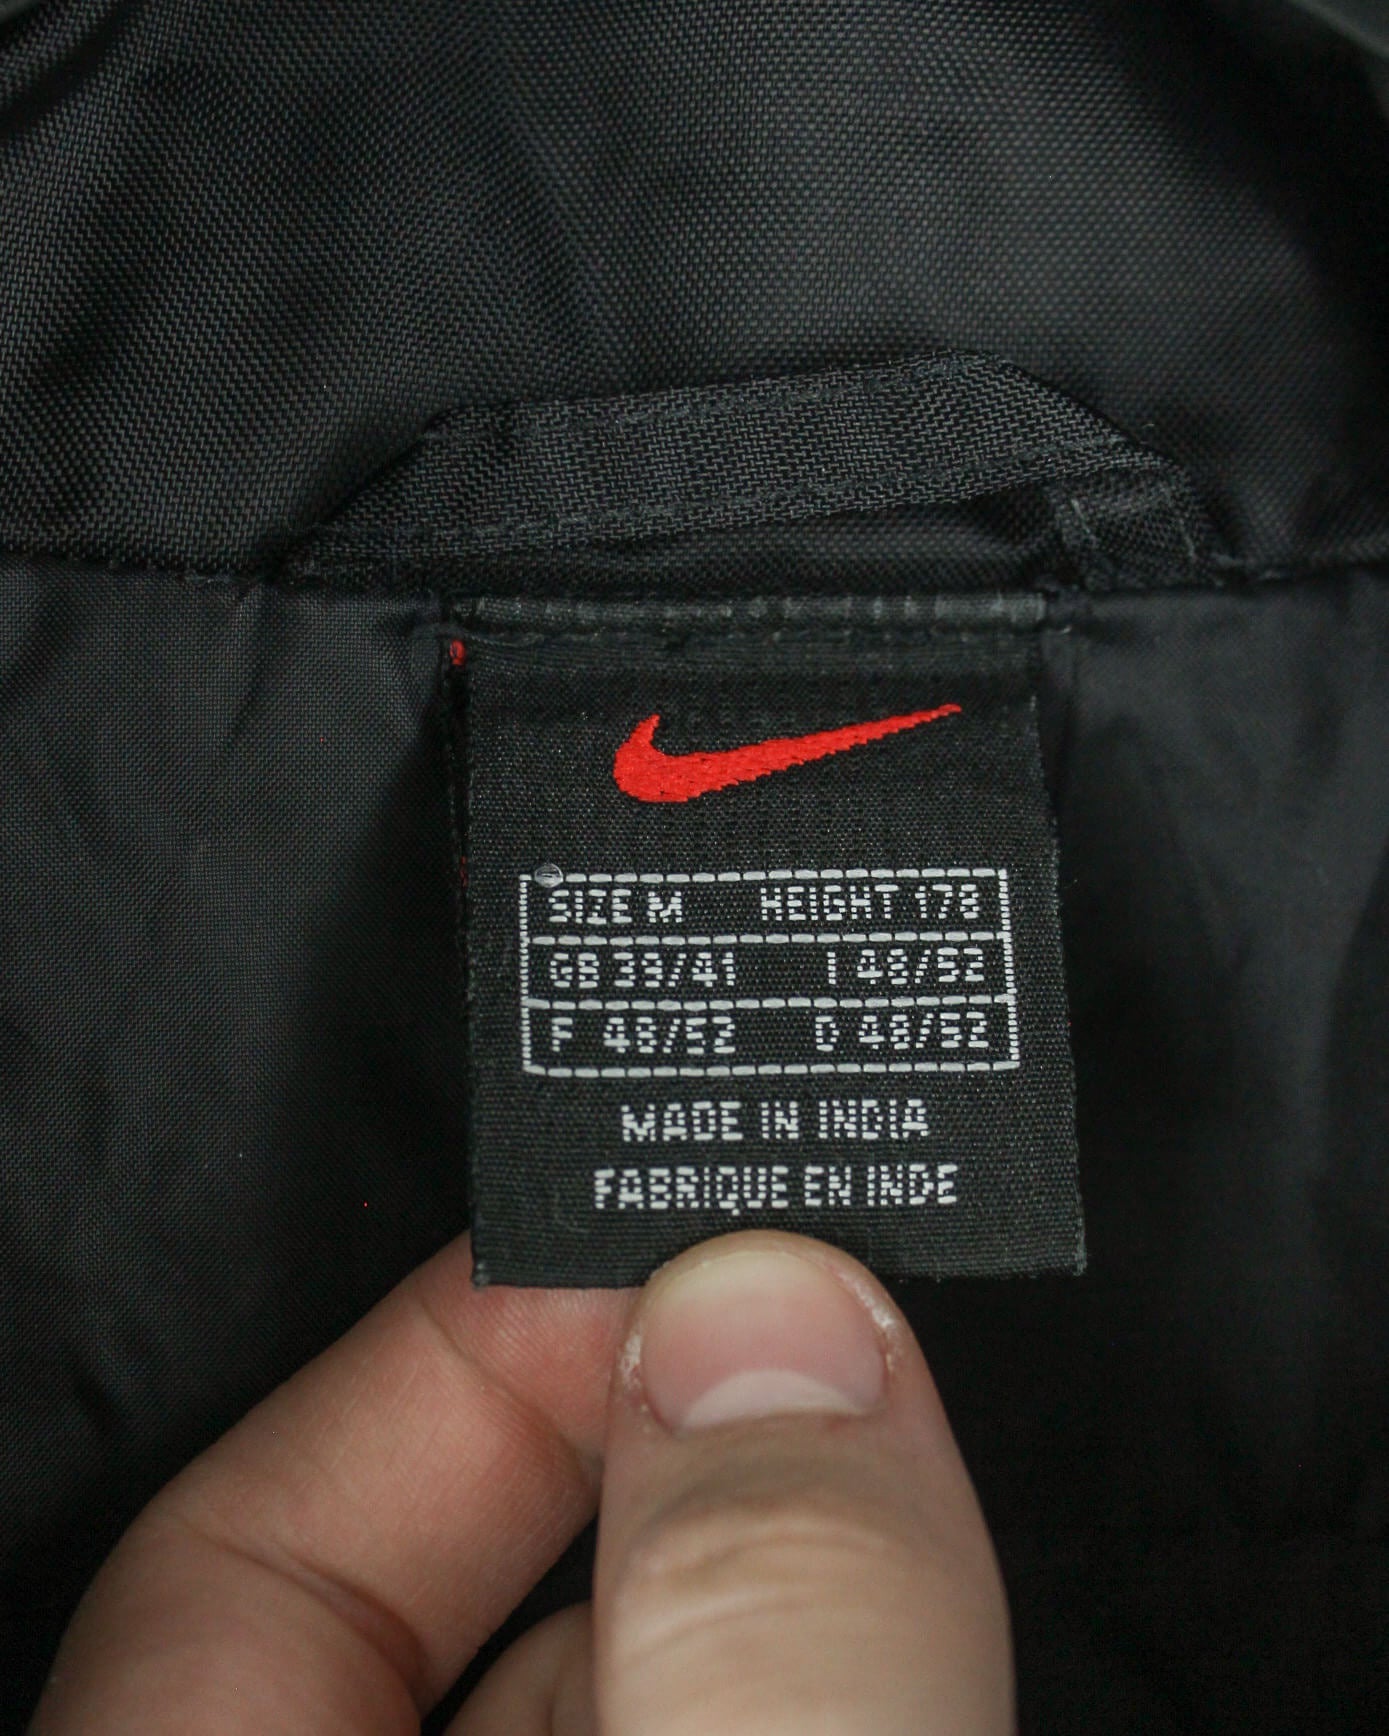 SIZE M HEIGHT 178
GB 39/41 I 48/52
F 48/52 D 48/52
MADE IN INDIA
FABRIQUE EN INDE